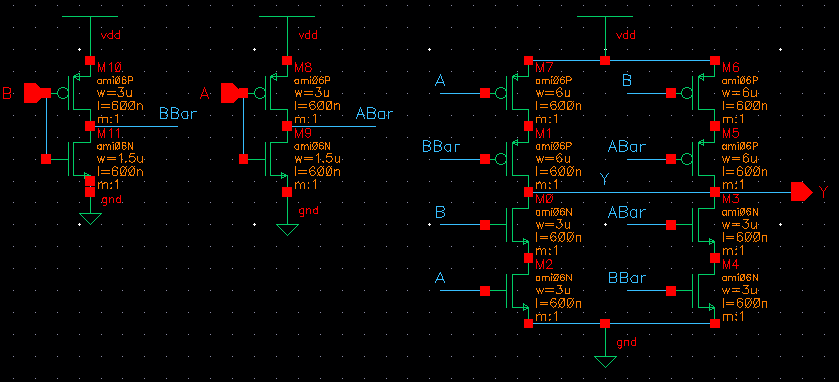 vdd
M10
ami06P
w=3u
l=600n
m:1
B
BBar
M11
ami06N
w=1.5u
l=600n
m:1
gnd
vdd
M8
ami06P
w=3u
l=600n
m:1
A
ABar
M9
ami06N
w=1.5u
l=600n
m:1
gnd
vdd
A
M7
ami06P
w=6u
l=600n
m:1
B
M6
ami06P
w=6u
l=600n
m:1
BBar
M1
ami06P
w=6u
l=600n
m:1
ABar
M5
ami06P
w=6u
l=600n
m:1
Y
Y
B
M0
ami06N
w=3u
l=600n
m:1
ABar
M3
ami06N
w=3u
l=600n
m:1
A
M2
ami06N
w=3u
l=600n
m:1
BBar
M4
ami06N
w=3u
l=600n
m:1
gnd